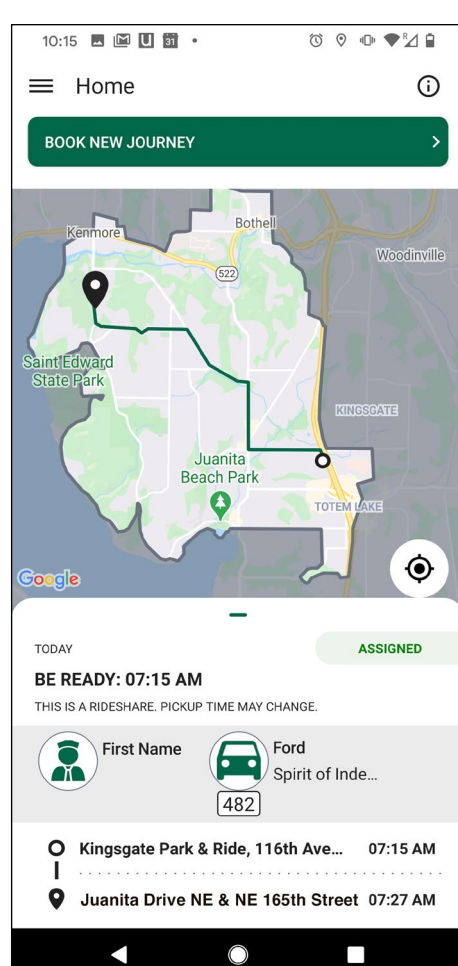 10:15
31
R
Home
BOOK NEW JOURNEY
Kenmore
Bothell
Woodinville
522
Saint Edward
State Park
KINGSGATE
Juanita
Beach Park
TOTEM LAKE
Google
TODAY
ASSIGNED
BE READY: 07:15 AM
THIS IS A RIDESHARE. PICKUP TIME MAY CHANGE.
First Name
Ford
Spirit of Inde...
482
Kingsgate Park & Ride, 116th Ave... 07:15 AM
Juanita Drive NE & NE 165th Street 07:27 AM